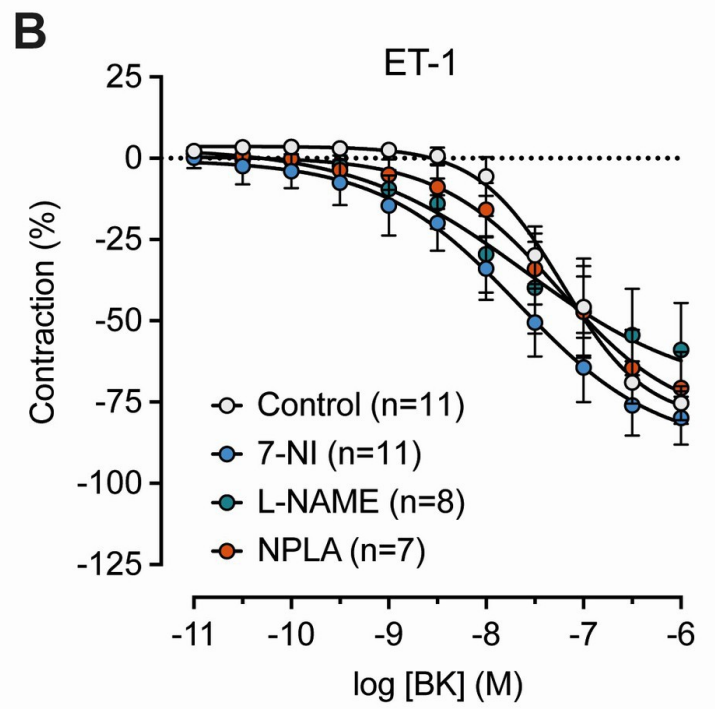 B
ET-1
Contraction (%)
25
0
-25
-50
-75
-100
-125
Control (n=11)
7-NI (n=11)
L-NAME (n=8)
NPLA (n=7)
-11 -10 -9 -8 -7 -6
log [BK] (M)